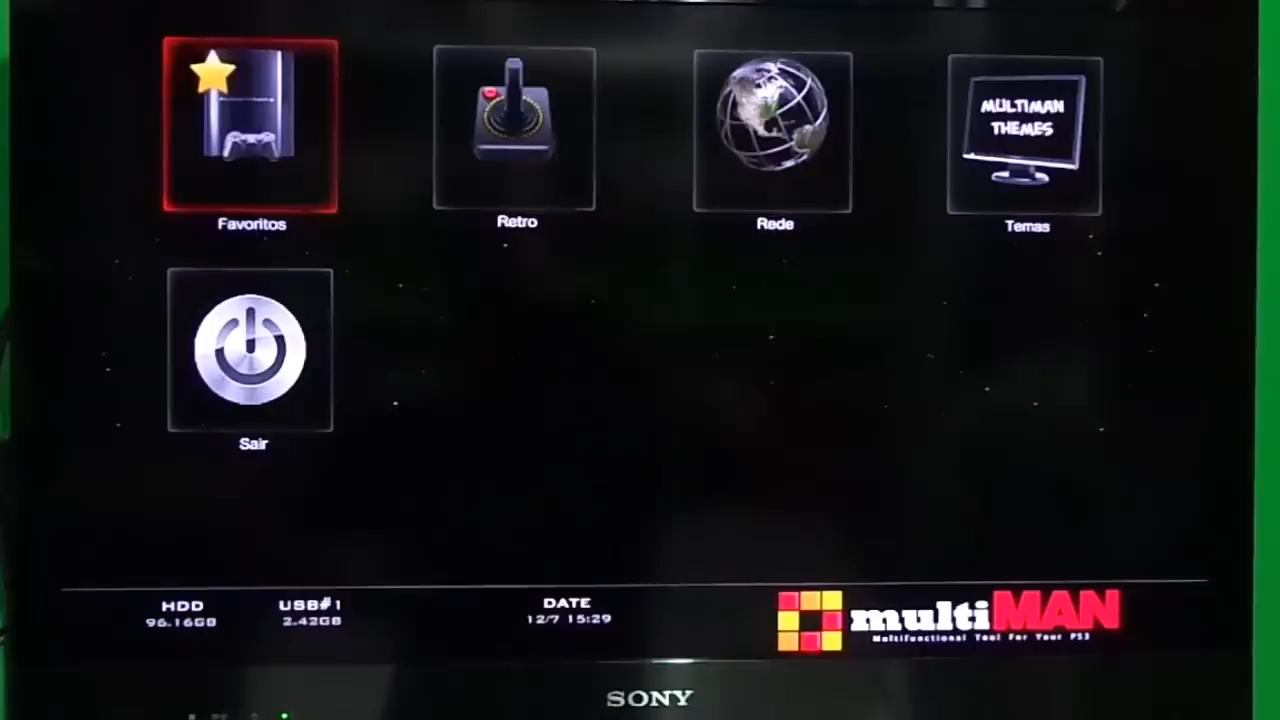 MULTIMAN
THEMES
Favoritos
Retro
Rede
Temas
Sair
HDD
96.16GB
USB#1
2.42GB
DATE
12/7 15:29
multiMAN
Multifunctional Tool For Your PS3
SONY